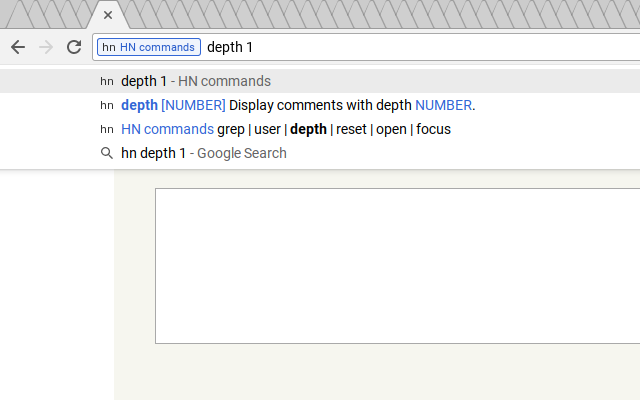 hn HN commands depth 1
hn depth 1 - HN commands
hn depth [NUMBER] Display comments with depth NUMBER.
hn HN commands grep | user | depth | reset | open | focus
hn depth 1 - Google Search